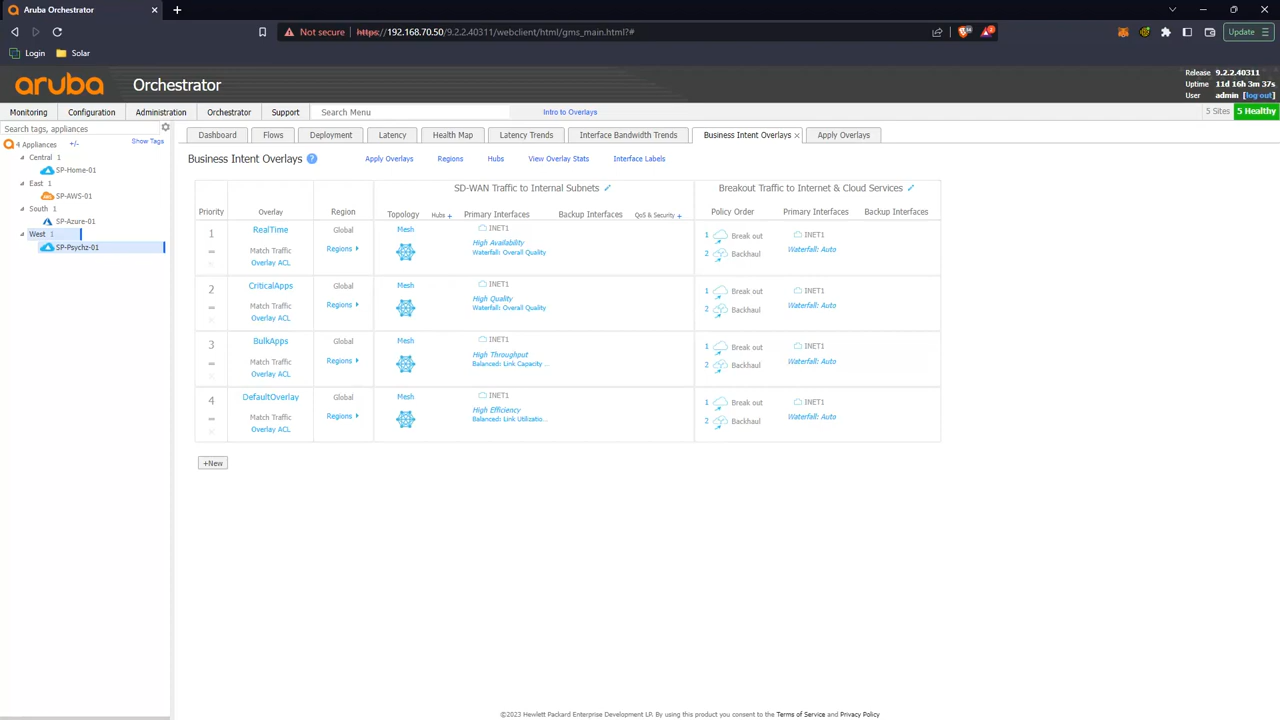 Aruba Orchestrator
Not secure https://192.168.70.50/9.2.2.40311/webclient/html/gms_main.html?#
Update
Login
Solar
aruba Orchestrator
Release 9.2.2.40311
Uptime 11d 16h 3m 37s
User admin [log out]
Monitoring Configuration Administration Orchestrator Support Search Menu Intro to Overlays 5 Sites 5 Healthy
Search tags, appliances
Show Tags
4 Appliances +/-
Central 1
SP-Home-01
East 1
SP-AWS-01
South 1
SP-Azure-01
West 1
SP-Psychz-01
Dashboard Flows Deployment Latency Health Map Latency Trends Interface Bandwidth Trends Business Intent Overlays × Apply Overlays
Business Intent Overlays ? Apply Overlays Regions Hubs View Overlay Stats Interface Labels
SD-WAN Traffic to Internal Subnets Breakout Traffic to Internet & Cloud Services
Priority Overlay Region Topology Hubs + Primary Interfaces Backup Interfaces QoS & Security + Policy Order Primary Interfaces Backup Interfaces
1 RealTime Global Mesh INET1 1 Break out INET1
Match Traffic Regions High Availability 2 Backhaul Waterfall: Auto
Overlay ACL Waterfall: Overall Quality
2 CriticalApps Global Mesh INET1 1 Break out INET1
Match Traffic Regions High Quality 2 Backhaul Waterfall: Auto
Overlay ACL Waterfall: Overall Quality
3 BulkApps Global Mesh INET1 1 Break out INET1
Match Traffic Regions High Throughput 2 Backhaul Waterfall: Auto
Overlay ACL Balanced: Link Capacity ...
4 DefaultOverlay Global Mesh INET1 1 Break out INET1
Match Traffic Regions High Efficiency 2 Backhaul Waterfall: Auto
Overlay ACL Balanced: Link Utilizatio...
+New
©2023 Hewlett Packard Enterprise Development LP. By using this product you consent to the Terms of Service and Privacy Policy